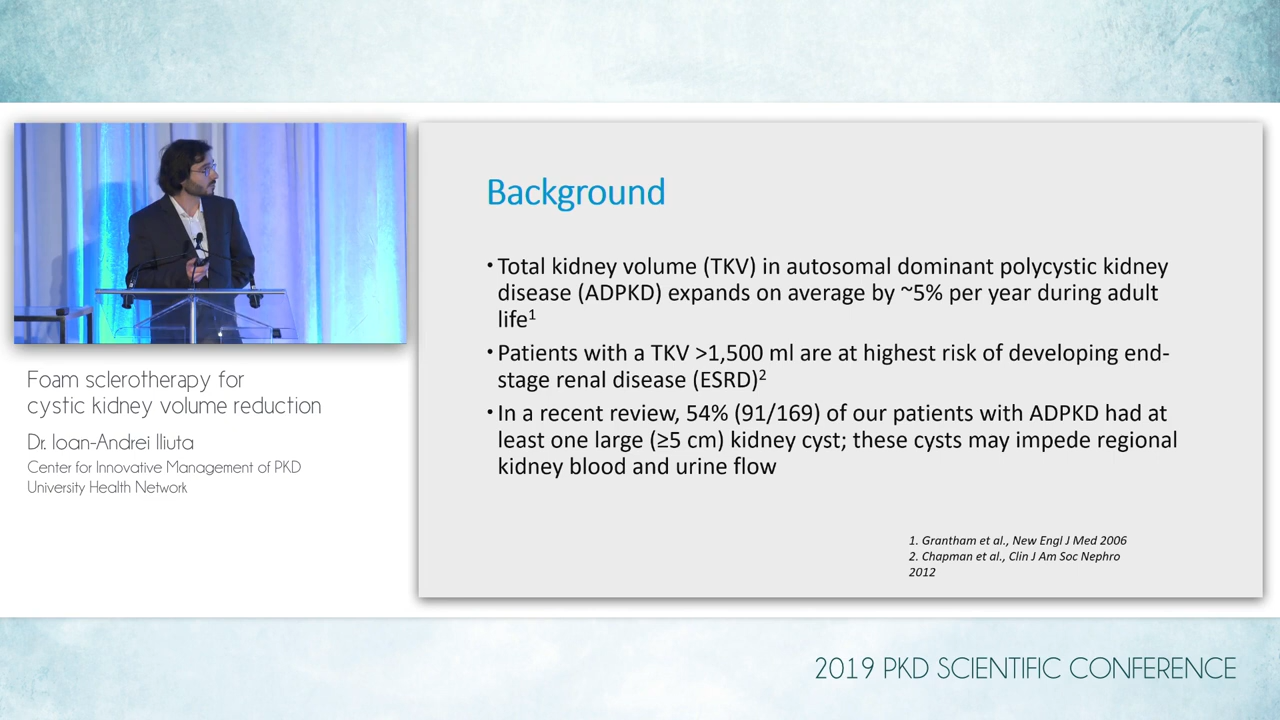 Foam sclerotherapy for
cystic kidney volume reduction
Dr. Ioan-Andrei Iliuta
Center for Innovative Management of PKD
University Health Network
Background
• Total kidney volume (TKV) in autosomal dominant polycystic kidney
disease (ADPKD) expands on average by ~5% per year during adult
life¹
• Patients with a TKV >1,500 ml are at highest risk of developing end-
stage renal disease (ESRD)²
• In a recent review, 54% (91/169) of our patients with ADPKD had at
least one large (≥5 cm) kidney cyst; these cysts may impede regional
kidney blood and urine flow
1. Grantham et al., New Engl J Med 2006
2. Chapman et al., Clin J Am Soc Nephro
2012
2019 PKD SCIENTIFIC CONFERENCE